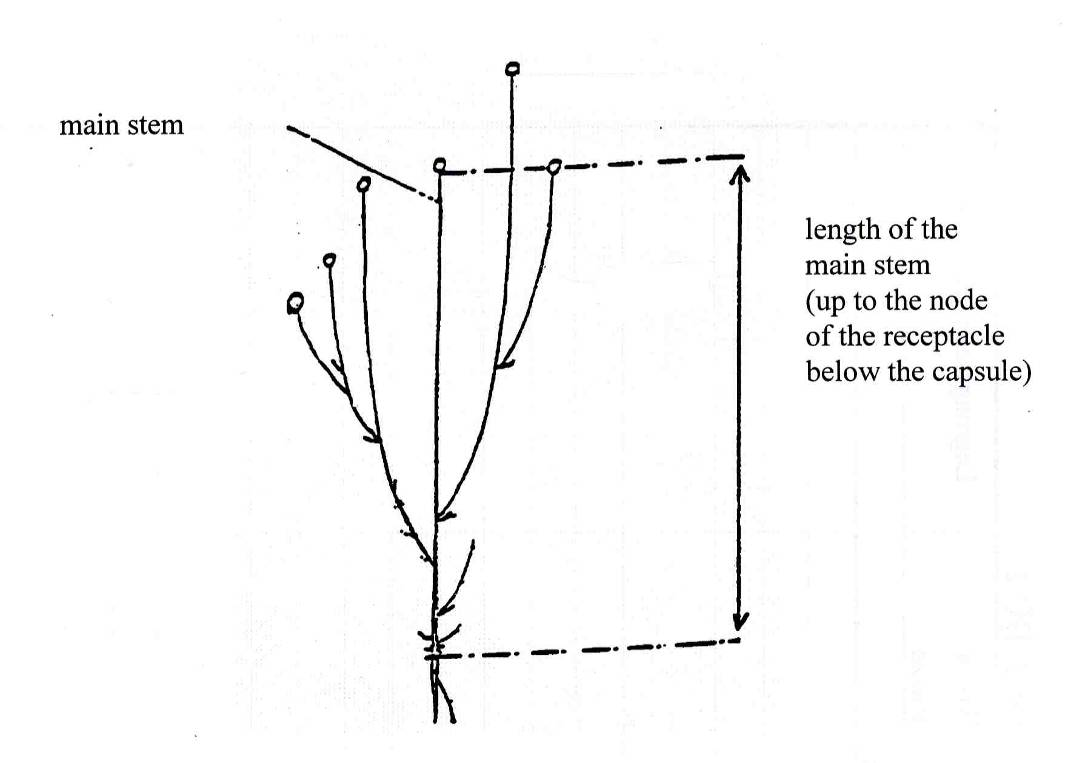 main stem
length of the
main stem
(up to the node
of the receptacle
below the capsule)